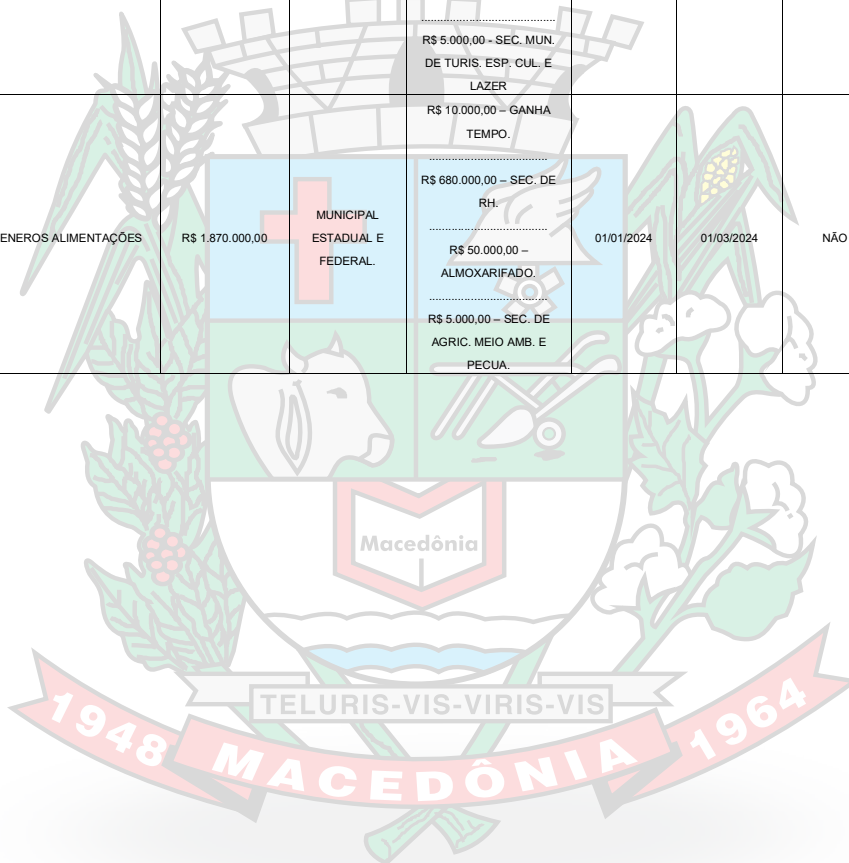 R$ 5.000,00 - SEC. MUN.
DE TURIS. ESP. CUL. E
LAZER
ENEROS ALIMENTAÇÕES
R$ 1.870.000,00
MUNICIPAL
ESTADUAL E
FEDERAL.
R$ 10.000,00 – GANHA
TEMPO.
R$ 680.000,00 – SEC. DE
RH.
R$ 50.000,00 –
ALMOXARIFADO.
R$ 5.000,00 – SEC. DE
AGRIC. MEIO AMB. E
PECUA.
01/01/2024
01/03/2024
NÃO
Macedônia
TELURIS-VIS-VIRIS-VIS
1948 MACEDÔNIA 1964